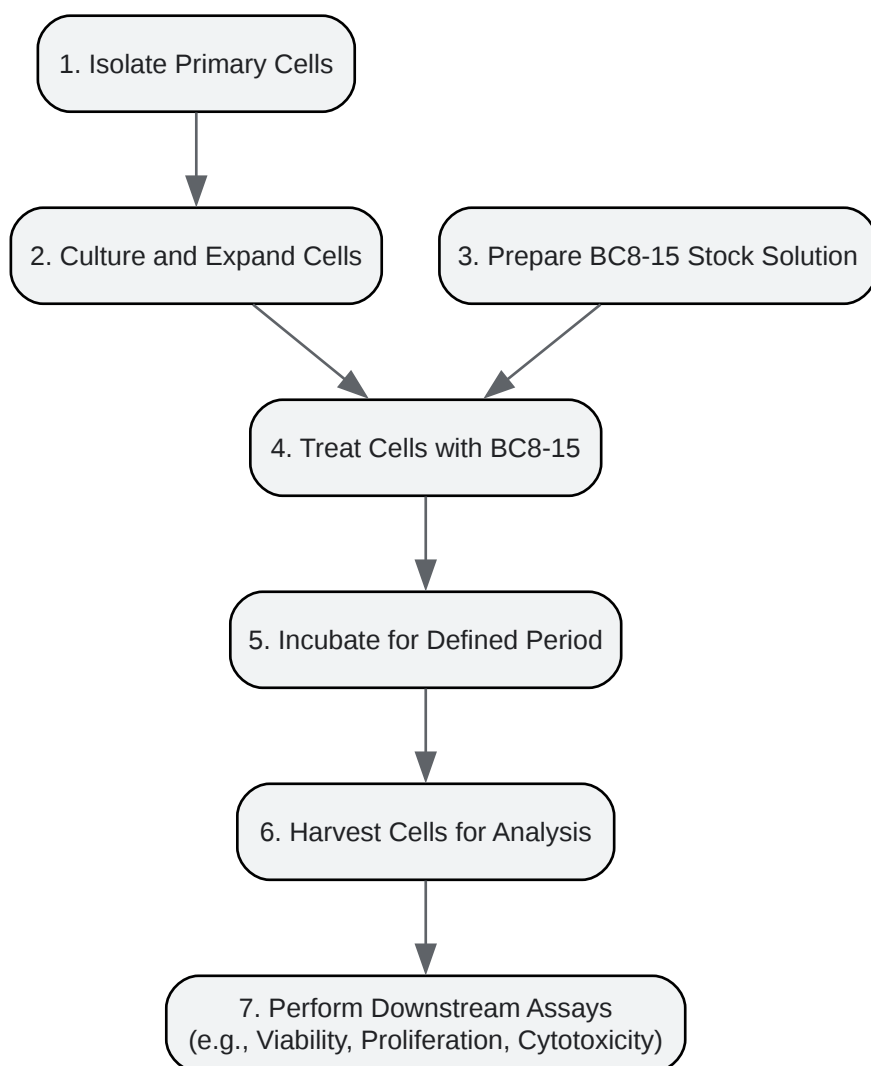 1. Isolate Primary Cells
2. Culture and Expand Cells
3. Prepare BC8-15 Stock Solution
4. Treat Cells with BC8-15
5. Incubate for Defined Period
6. Harvest Cells for Analysis
7. Perform Downstream Assays
(e.g., Viability, Proliferation, Cytotoxicity)